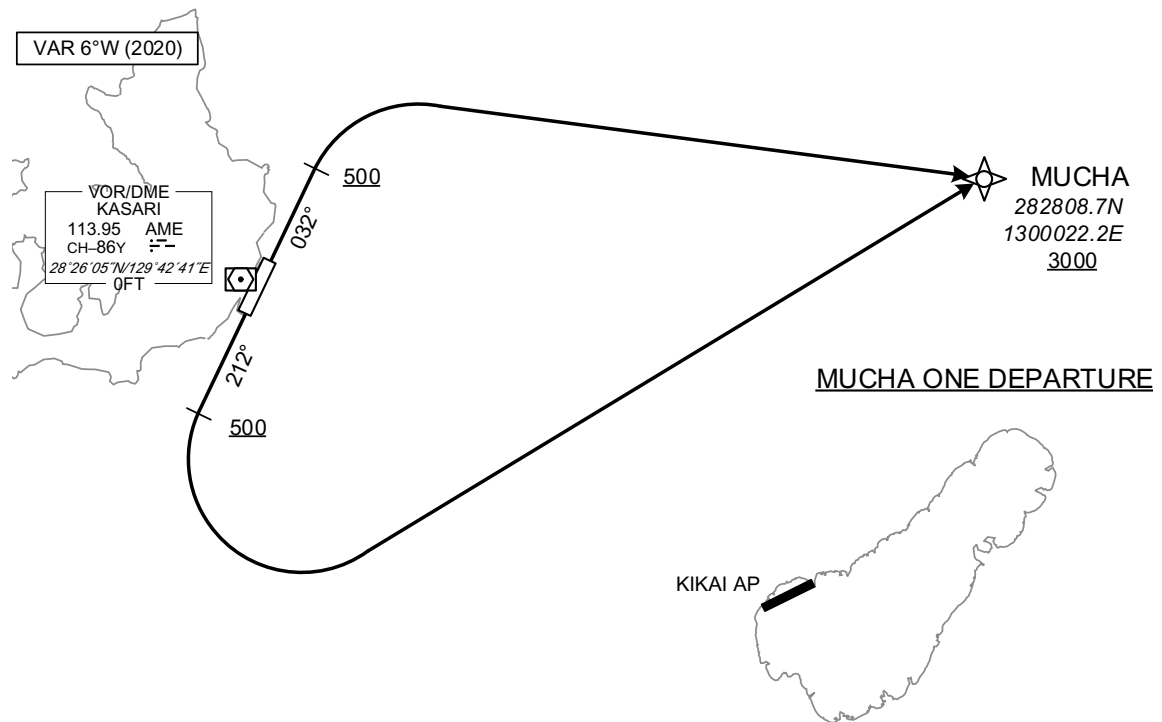 VAR 6°W (2020)
500
032°
VOR/DME
KASARI
113.95 AME
CH–86Y
28°26′05″N/129°42′41″E
0FT
MUCHA
282808.7N
1300022.2E
3000
212°
500
MUCHA ONE DEPARTURE
KIKAI AP